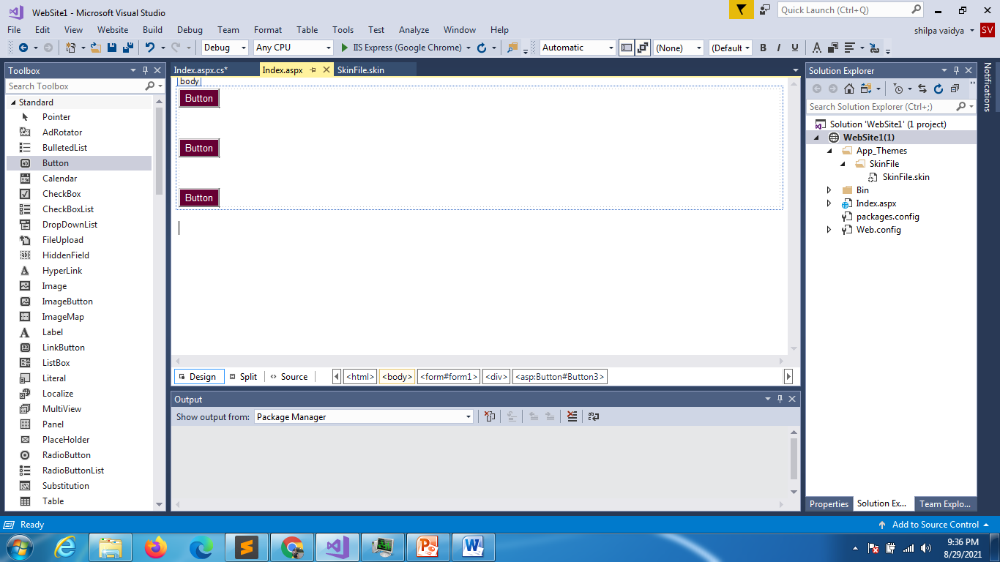 WebSite1 - Microsoft Visual Studio
Quick Launch (Ctrl+Q)
File Edit View Website Build Debug Team Format Table Tools Test Analyze Window Help
shilpa vaidya SV
Debug Any CPU IIS Express (Google Chrome) Automatic (None) (Default B I U A
Toolbox
Search Toolbox
Standard
Pointer
AdRotator
BulletedList
Button
Calendar
CheckBox
CheckBoxList
DropDownList
FileUpload
HiddenField
HyperLink
Image
ImageButton
ImageMap
Label
LinkButton
ListBox
Literal
Localize
MultiView
Panel
PlaceHolder
RadioButton
RadioButtonList
Substitution
Table
Index.aspx.cs* Index.aspx SkinFile.skin
body
Button
Button
Button
Design Split Source <html> <body> <form#form1> <div> <asp:Button#Button3>
Output
Show output from: Package Manager
Solution Explorer
Search Solution Explorer (Ctrl+;)
Solution 'WebSite1' (1 project)
WebSite1(1)
App_Themes
SkinFile
SkinFile.skin
Bin
Index.aspx
packages.config
Web.config
Properties Solution Ex... Team Explo...
Notifications
Ready
Add to Source Control
9:36 PM
8/29/2021